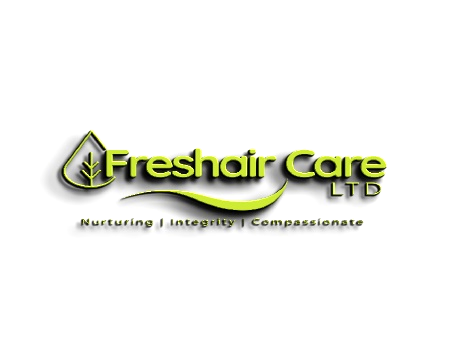 Freshair Care
LTD
Nurturing | Integrity | Compassionate